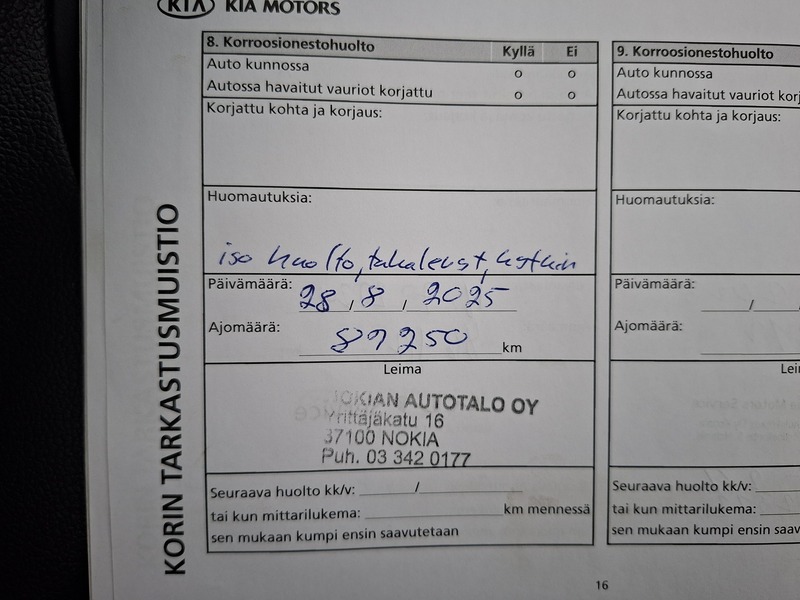 KIA KIA MOTORS
KORIN TARKASTUSMUISTIO
8. Korroosionestohuolto Kyllä Ei
Auto kunnossa o o
Autossa havaitut vauriot korjattu o o
Korjattu kohta ja korjaus:
Huomautuksia:
iso huolto,
Päivämäärä: 28 / 8 / 2025
Ajomäärä: 87250 km
Leima
NOKIAN AUTOTALO OY
Yrittäjäkatu 16
37100 NOKIA
Puh. 03 342 0177
Seuraava huolto kk/v: /
tai kun mittarilukema: km mennessä
sen mukaan kumpi ensin saavutetaan
9. Korroosionestohuolto
Auto kunnossa
Autossa havaitut vauriot korj
Korjattu kohta ja korjaus:
Huomautuksia:
Päivämäärä: / /
Ajomäärä:
Lei
Seuraava huolto kk/v:
tai kun mittarilukema:
sen mukaan kumpi ensin saav
16